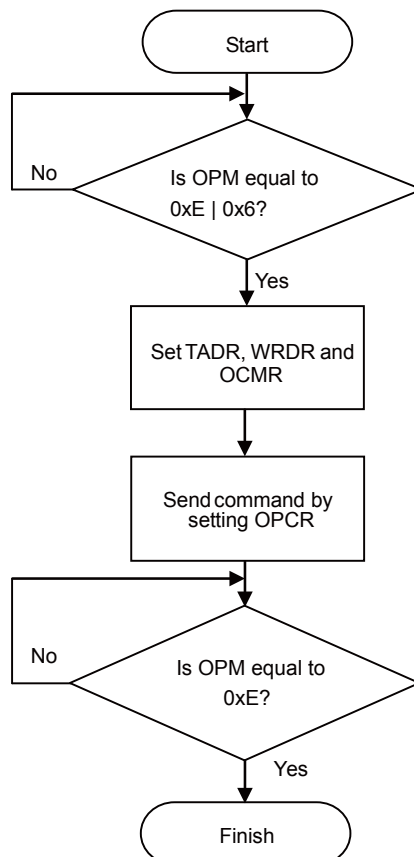 Start
No
Is OPM equal to
0xE | 0x6?
Yes
Set TADR, WRDR and
OCMR
Send command by
setting OPCR
No
Is OPM equal to
0xE?
Yes
Finish